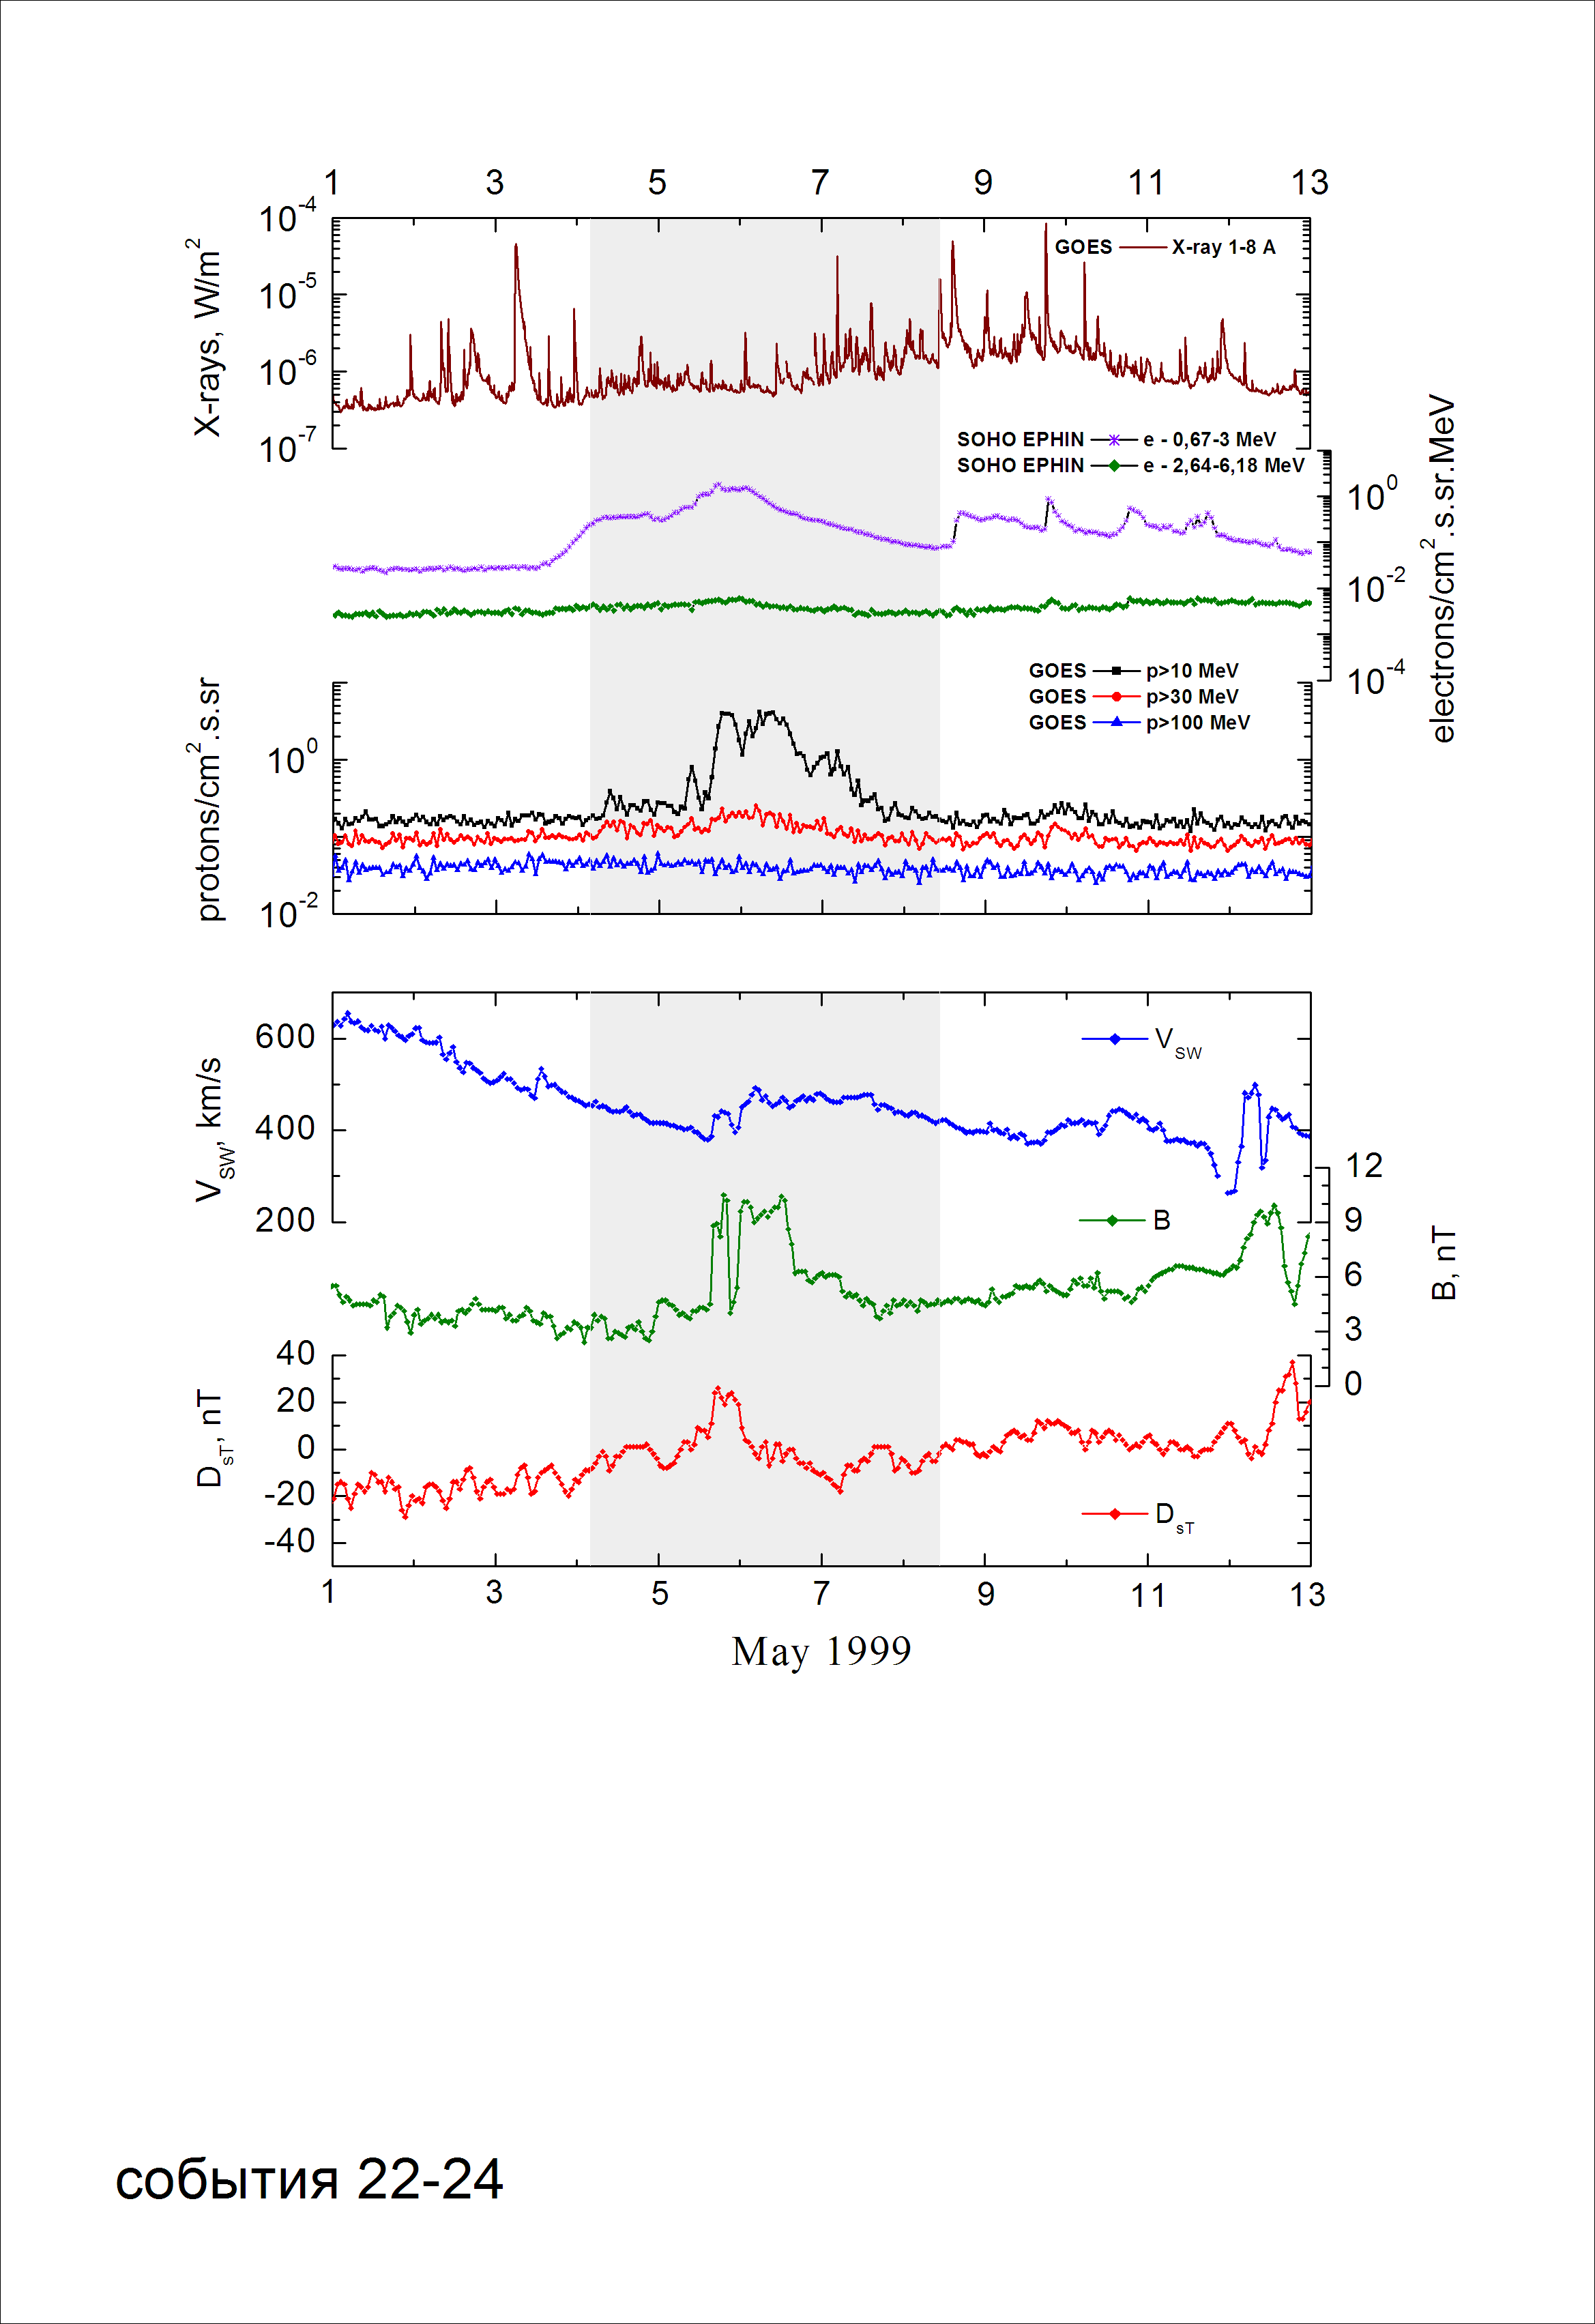 1 3 5 7 9 11 13
X-rays, W/m2
10-4
10-5
10-6
10-7
GOES X-ray 1-8 A
SOHO EPHIN e - 0,67-3 MeV
SOHO EPHIN e - 2,64-6,18 MeV
electrons/cm2.s.sr.MeV
100
10-2
10-4
protons/cm2.s.sr
100
10-2
GOES p>10 MeV
GOES p>30 MeV
GOES p>100 MeV
VSW, km/s
600
400
200
VSW
B
B, nT
12
9
6
3
0
DsT, nT
40
20
0
-20
-40
DsT
1 3 5 7 9 11 13
May 1999
события 22-24